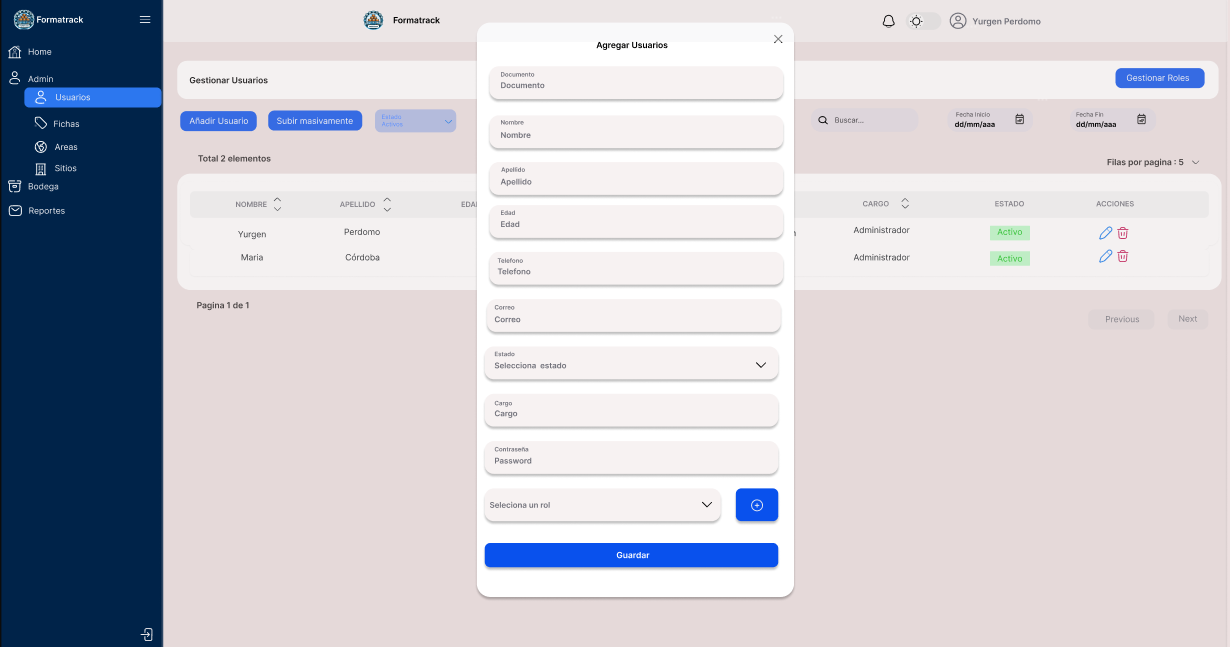 Formatrack
Home
Admin
Usuarios
Fichas
Areas
Sitios
Bodega
Reportes
Formatrack
Yurgen Perdomo
Gestionar Usuarios
Gestionar Roles
Añadir Usuario
Subir masivamente
Estado
Activos
Buscar...
Fecha Inicio
dd/mm/aaa
Fecha Fin
dd/mm/aaa
Total 2 elementos
Filas por pagina : 5
NOMBRE APELLIDO EDA CARGO ESTADO ACCIONES
Yurgen Perdomo Administrador Activo
Maria Córdoba Administrador Activo
Pagina 1 de 1
Previous Next
Agregar Usuarios
Documento
Documento
Nombre
Nombre
Apellido
Apellido
Edad
Edad
Telefono
Telefono
Correo
Correo
Estado
Selecciona estado
Cargo
Cargo
Contraseña
Password
Seleciona un rol
Guardar